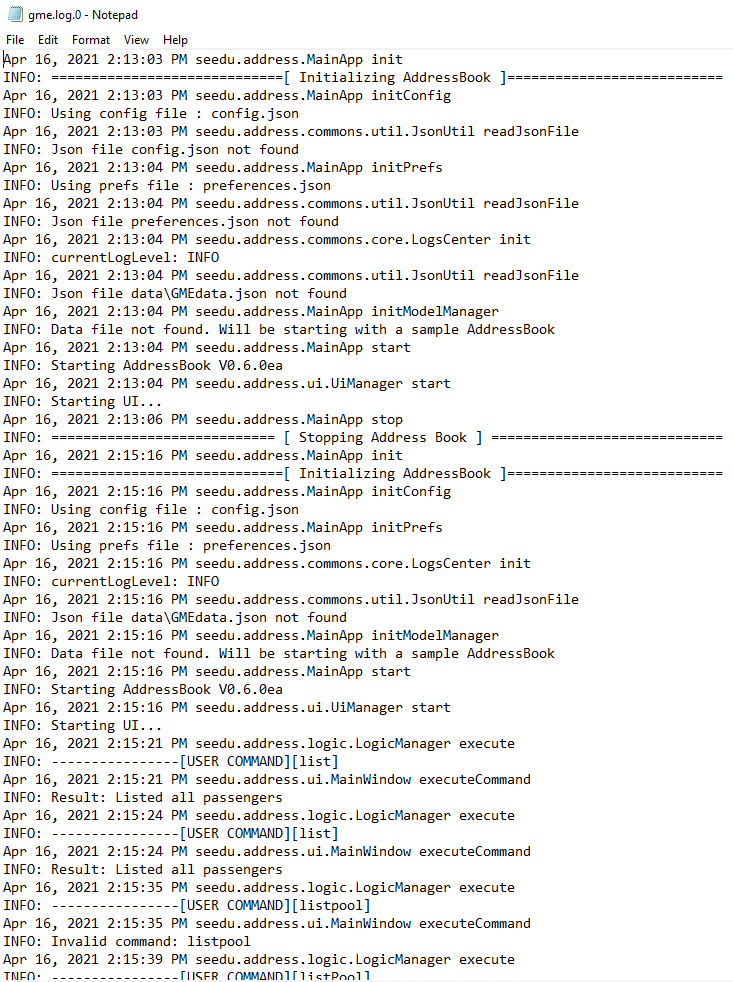 gme.log.0 - Notepad
File Edit Format View Help
Apr 16, 2021 2:13:03 PM seedu.address.MainApp init
INFO: =============================[ Initializing AddressBook ]===========================
Apr 16, 2021 2:13:03 PM seedu.address.MainApp initConfig
INFO: Using config file : config.json
Apr 16, 2021 2:13:03 PM seedu.address.commons.util.JsonUtil readJsonFile
INFO: Json file config.json not found
Apr 16, 2021 2:13:04 PM seedu.address.MainApp initPrefs
INFO: Using prefs file : preferences.json
Apr 16, 2021 2:13:04 PM seedu.address.commons.util.JsonUtil readJsonFile
INFO: Json file preferences.json not found
Apr 16, 2021 2:13:04 PM seedu.address.commons.core.LogsCenter init
INFO: currentLogLevel: INFO
Apr 16, 2021 2:13:04 PM seedu.address.commons.util.JsonUtil readJsonFile
INFO: Json file data\GMEdata.json not found
Apr 16, 2021 2:13:04 PM seedu.address.MainApp initModelManager
INFO: Data file not found. Will be starting with a sample AddressBook
Apr 16, 2021 2:13:04 PM seedu.address.MainApp start
INFO: Starting AddressBook V0.6.0ea
Apr 16, 2021 2:13:04 PM seedu.address.ui.UiManager start
INFO: Starting UI...
Apr 16, 2021 2:13:06 PM seedu.address.MainApp stop
INFO: ============================ [ Stopping Address Book ] =============================
Apr 16, 2021 2:15:16 PM seedu.address.MainApp init
INFO: =============================[ Initializing AddressBook ]===========================
Apr 16, 2021 2:15:16 PM seedu.address.MainApp initConfig
INFO: Using config file : config.json
Apr 16, 2021 2:15:16 PM seedu.address.MainApp initPrefs
INFO: Using prefs file : preferences.json
Apr 16, 2021 2:15:16 PM seedu.address.commons.core.LogsCenter init
INFO: currentLogLevel: INFO
Apr 16, 2021 2:15:16 PM seedu.address.commons.util.JsonUtil readJsonFile
INFO: Json file data\GMEdata.json not found
Apr 16, 2021 2:15:16 PM seedu.address.MainApp initModelManager
INFO: Data file not found. Will be starting with a sample AddressBook
Apr 16, 2021 2:15:16 PM seedu.address.MainApp start
INFO: Starting AddressBook V0.6.0ea
Apr 16, 2021 2:15:16 PM seedu.address.ui.UiManager start
INFO: Starting UI...
Apr 16, 2021 2:15:21 PM seedu.address.logic.LogicManager execute
INFO: ----------------[USER COMMAND][list]
Apr 16, 2021 2:15:21 PM seedu.address.ui.MainWindow executeCommand
INFO: Result: Listed all passengers
Apr 16, 2021 2:15:24 PM seedu.address.logic.LogicManager execute
INFO: ----------------[USER COMMAND][list]
Apr 16, 2021 2:15:24 PM seedu.address.ui.MainWindow executeCommand
INFO: Result: Listed all passengers
Apr 16, 2021 2:15:35 PM seedu.address.logic.LogicManager execute
INFO: ----------------[USER COMMAND][listpool]
Apr 16, 2021 2:15:35 PM seedu.address.ui.MainWindow executeCommand
INFO: Invalid command: listpool
Apr 16, 2021 2:15:39 PM seedu.address.logic.LogicManager execute
INFO: ----------------[USER COMMAND][listPool]